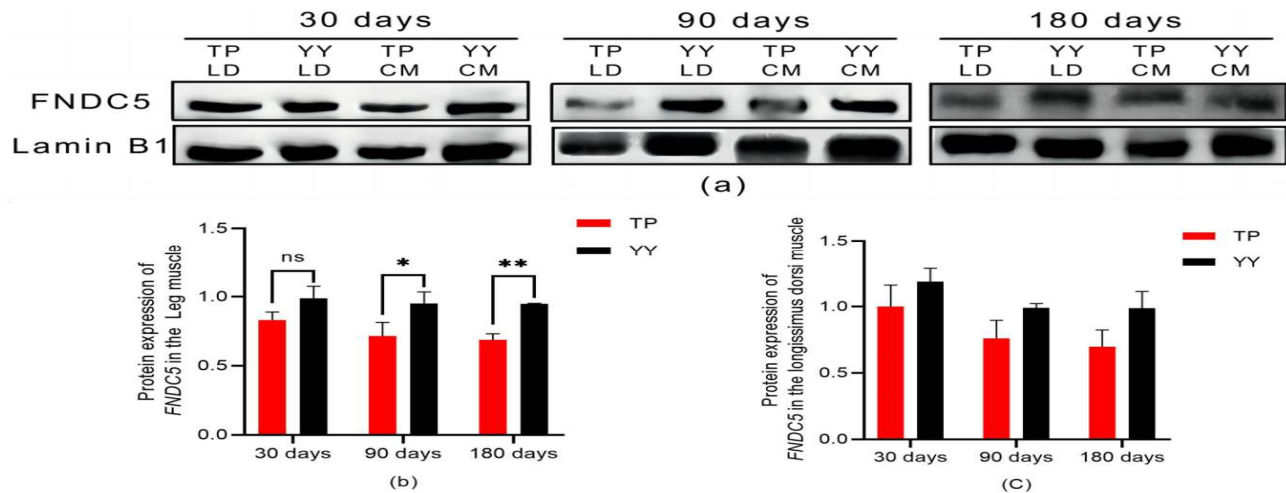 30 days 90 days 180 days
TP YY TP YY TP YY TP YY TP YY TP YY
LD LD CM CM LD LD CM CM LD LD CM CM
FNDC5
Lamin B1
(a)
Protein expression of
FNDC5 in the Leg muscle
1.5
1.0
0.5
0.0
ns
*
**
TP
YY
30 days 90 days 180 days
(b)
Protein expression of
FNDC5 in the longissimus dorsi muscle
1.5
1.0
0.5
0.0
TP
YY
30 days 90 days 180 days
(C)